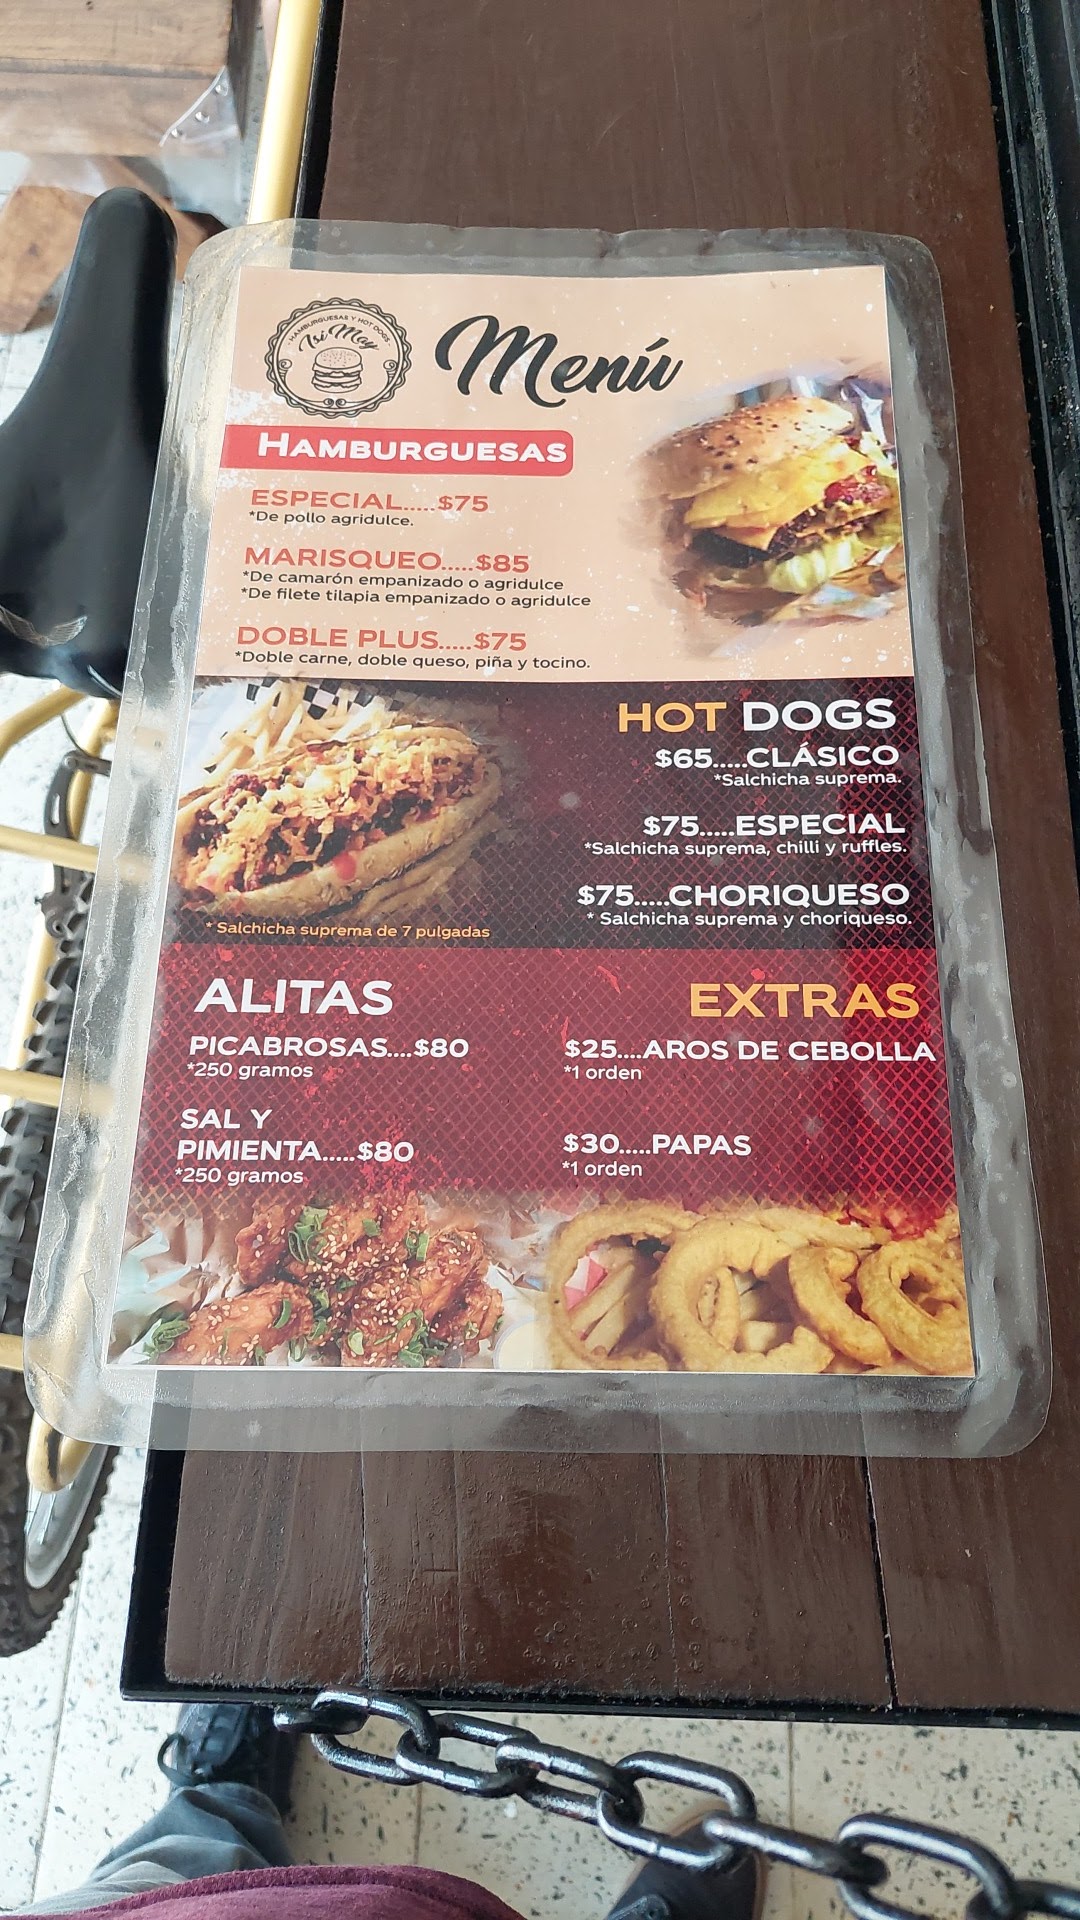 HAMBURGUESAS Y HOT DOGS
Isi May
Menú
HAMBURGUESAS
ESPECIAL.....$75
*De pollo agridulce.
MARISQUEO.....$85
*De camarón empanizado o agridulce
*De filete tilapia empanizado o agridulce
DOBLE PLUS.....$75
*Doble carne, doble queso, piña y tocino.
HOT DOGS
$65.....CLÁSICO
*Salchicha suprema.
$75.....ESPECIAL
*Salchicha suprema, chilli y ruffles.
$75.....CHORIQUESO
* Salchicha suprema y choriqueso.
* Salchicha suprema de 7 pulgadas
ALITAS
PICABROSAS....$80
*250 gramos
SAL Y
PIMIENTA.....$80
*250 gramos
EXTRAS
$25....AROS DE CEBOLLA
*1 orden
$30.....PAPAS
*1 orden